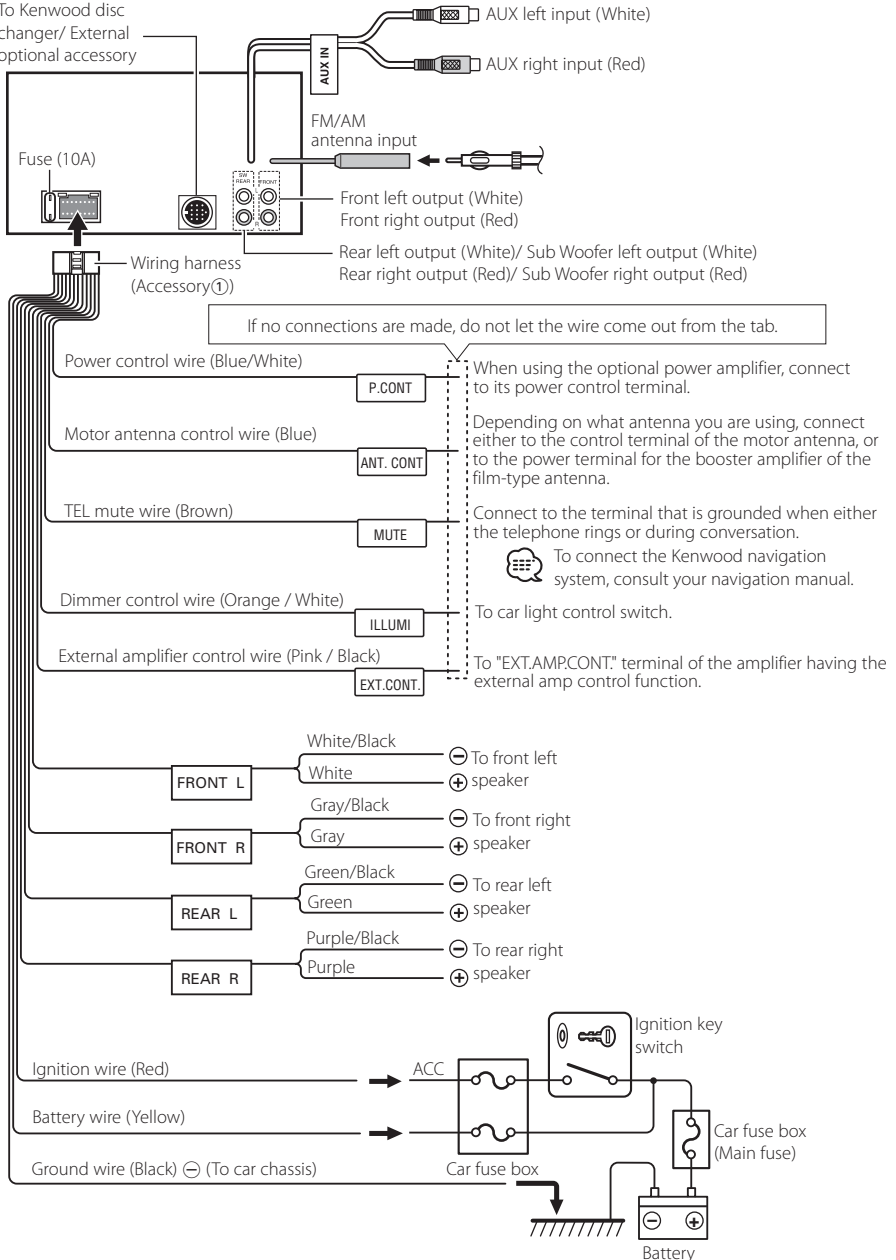 To Kenwood disc
changer/ External
optional accessory
AUX left input (White)
AUX IN
AUX right input (Red)
FM/AM
antenna input
Fuse (10A)
SW
REAR
FRONT
L
R
Front left output (White)
Front right output (Red)
Rear left output (White)/ Sub Woofer left output (White)
Rear right output (Red)/ Sub Woofer right output (Red)
Wiring harness
(Accessory①)
If no connections are made, do not let the wire come out from the tab.
Power control wire (Blue/White)
P.CONT
When using the optional power amplifier, connect
to its power control terminal.
Motor antenna control wire (Blue)
ANT. CONT
Depending on what antenna you are using, connect
either to the control terminal of the motor antenna, or
to the power terminal for the booster amplifier of the
film-type antenna.
TEL mute wire (Brown)
MUTE
Connect to the terminal that is grounded when either
the telephone rings or during conversation.
To connect the Kenwood navigation
system, consult your navigation manual.
Dimmer control wire (Orange / White)
ILLUMI
To car light control switch.
External amplifier control wire (Pink / Black)
EXT.CONT.
To "EXT.AMP.CONT." terminal of the amplifier having the
external amp control function.
FRONT L
White/Black
White
⊖ To front left
⊕ speaker
FRONT R
Gray/Black
Gray
⊖ To front right
⊕ speaker
REAR L
Green/Black
Green
⊖ To rear left
⊕ speaker
REAR R
Purple/Black
Purple
⊖ To rear right
⊕ speaker
Ignition key
switch
Ignition wire (Red)
ACC
Battery wire (Yellow)
Car fuse box
(Main fuse)
Ground wire (Black) ⊖ (To car chassis)
Car fuse box
⊖ ⊕
Battery